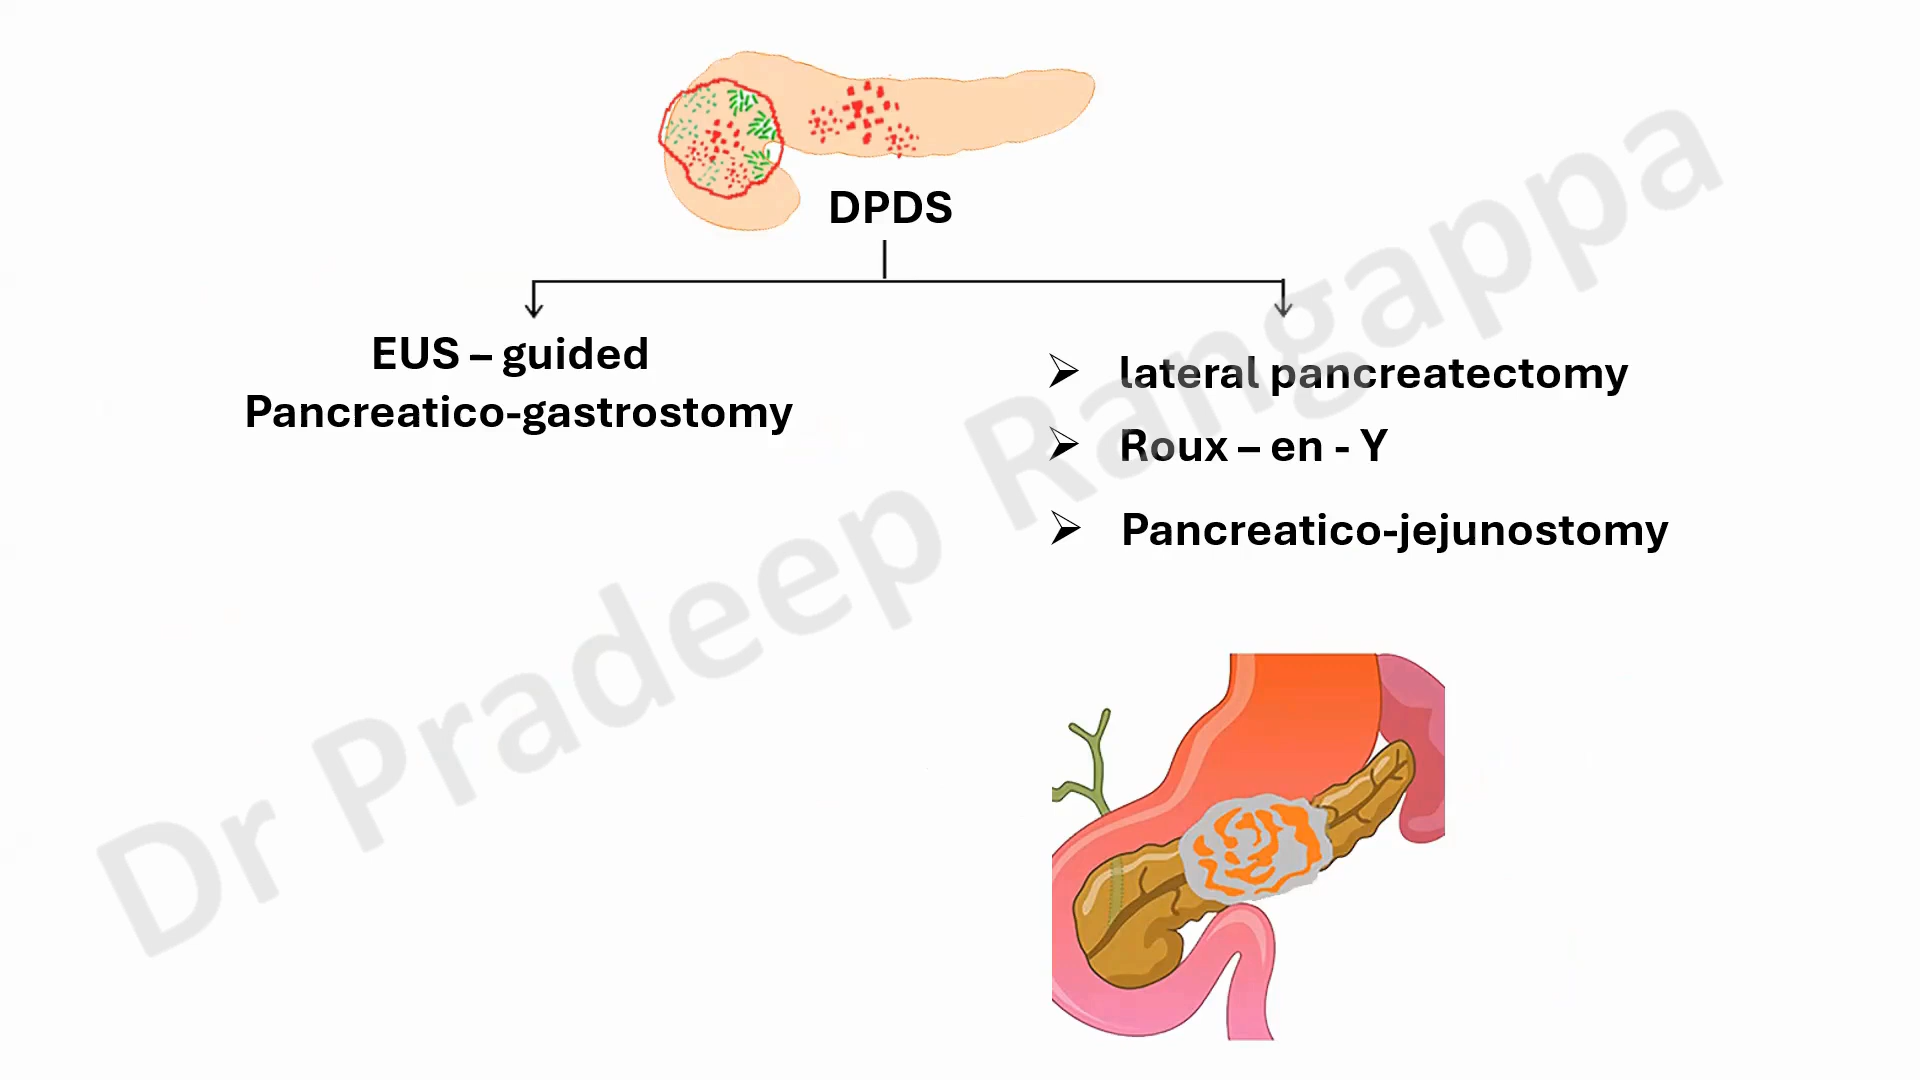 DPDS
EUS – guided
Pancreatico-gastrostomy
➢ lateral pancreatectomy
➢ Roux – en - Y
➢ Pancreatico-jejunostomy
Dr Pradeep Rangappa